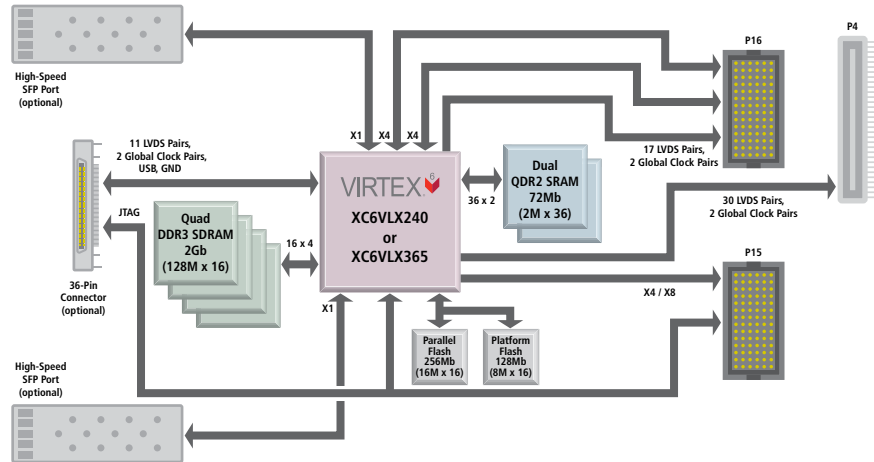 High-Speed
SFP Port
(optional)
P16
P4
X1
X4
X4
11 LVDS Pairs,
2 Global Clock Pairs,
USB, GND
17 LVDS Pairs,
2 Global Clock Pairs
VIRTEX 6
XC6VLX240
or
XC6VLX365
36 x 2
Dual
QDR2 SRAM
72Mb
(2M x 36)
30 LVDS Pairs,
2 Global Clock Pairs
JTAG
Quad
DDR3 SDRAM
2Gb
(128M x 16)
16 x 4
36-Pin
Connector
(optional)
X1
P15
X4 / X8
Parallel
Flash
256Mb
(16M x 16)
Platform
Flash
128Mb
(8M x 16)
High-Speed
SFP Port
(optional)